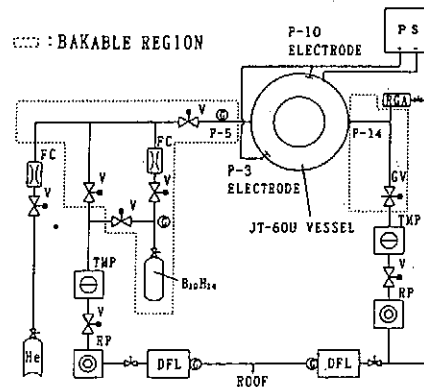 P-10
ELECTRODE
PS
:BAKABLE REGION
RGA
V
G
P-5
P-14
FC
FC
V
V
V
P-3
ELECTRODE
GV
V
G
JT-60U VESSEL
TMP
TMP
B10H14
V
V
RP
RP
He
DFL
G
G
DFL
ROOF